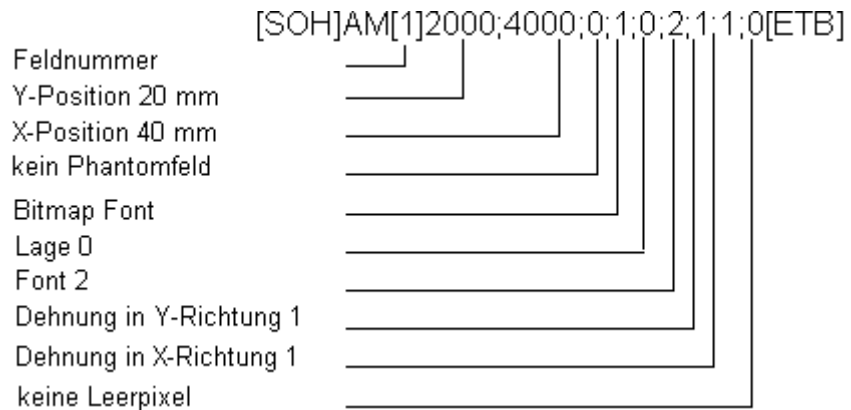 [SOH]AM[1]2000;4000;0;1;0;2;1;1;0[ETB]
Feldnummer
Y-Position 20 mm
X-Position 40 mm
kein Phantomfeld
Bitmap Font
Lage 0
Font 2
Dehnung in Y-Richtung 1
Dehnung in X-Richtung 1
keine Leerpixel